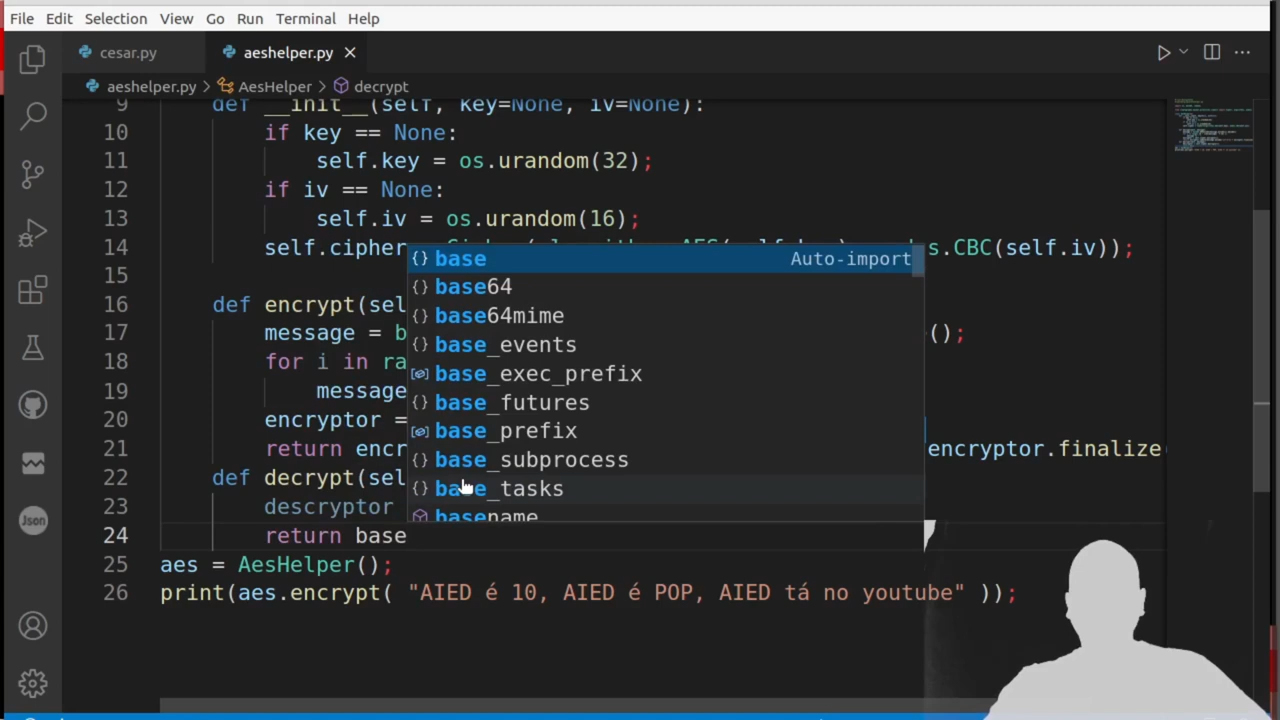 File Edit Selection View Go Run Terminal Help
cesar.py aeshelper.py
aeshelper.py > AesHelper > decrypt
9 def __init__(self, key=None, iv=None):
10 if key == None:
11 self.key = os.urandom(32);
12 if iv == None:
13 self.iv = os.urandom(16);
14 self.cipher s.CBC(self.iv));
15
16 def encrypt(sel
17 message = b ();
18 for i in ra
19 message
20 encryptor =
21 return encr encryptor.finalize(
22 def decrypt(sel
23 descryptor
24 return base
25 aes = AesHelper();
26 print(aes.encrypt( "AIED é 10, AIED é POP, AIED tá no youtube" ));
base Auto-import
base64
base64mime
base_events
base_exec_prefix
base_futures
base_prefix
base_subprocess
base_tasks
basename
Json